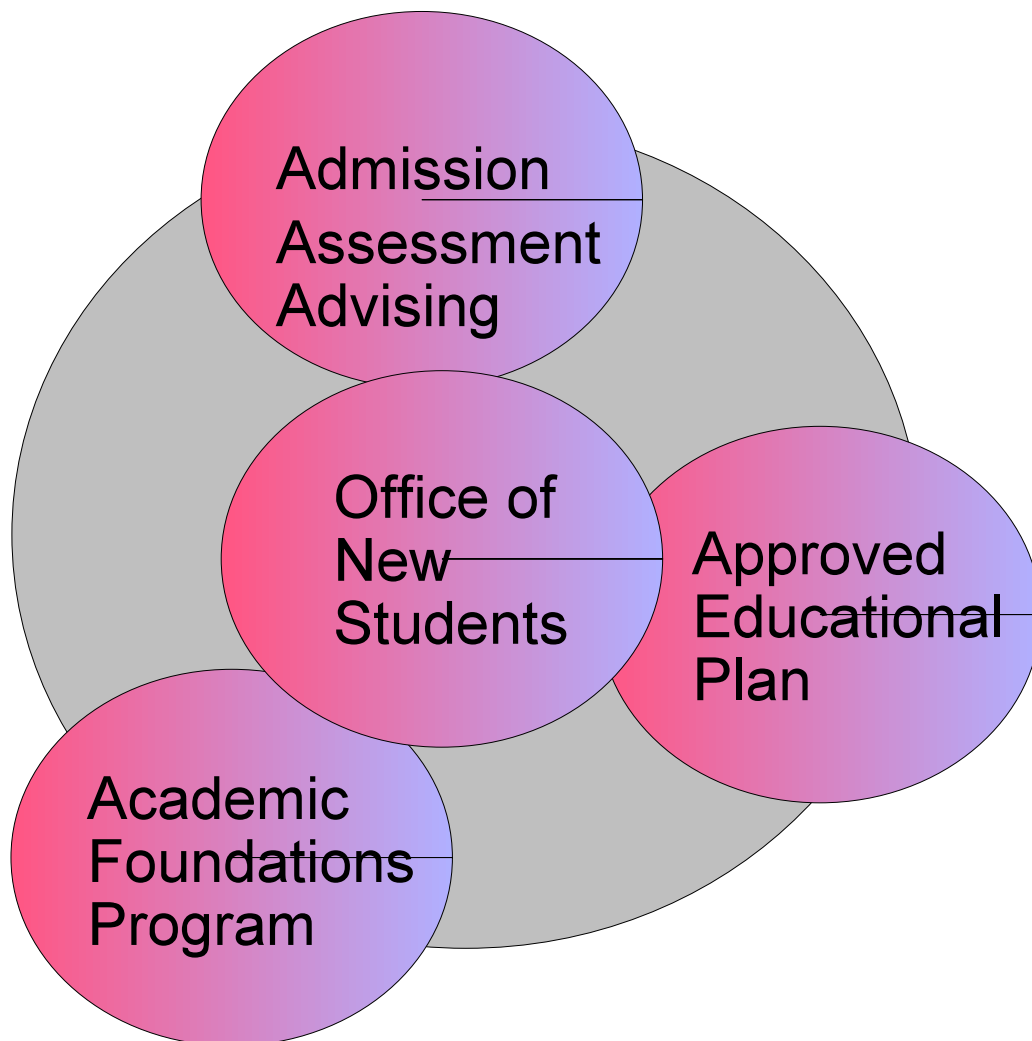 Admission
Assessment
Advising
Office of
New
Students
Approved
Educational
Plan
Academic
Foundations
Program